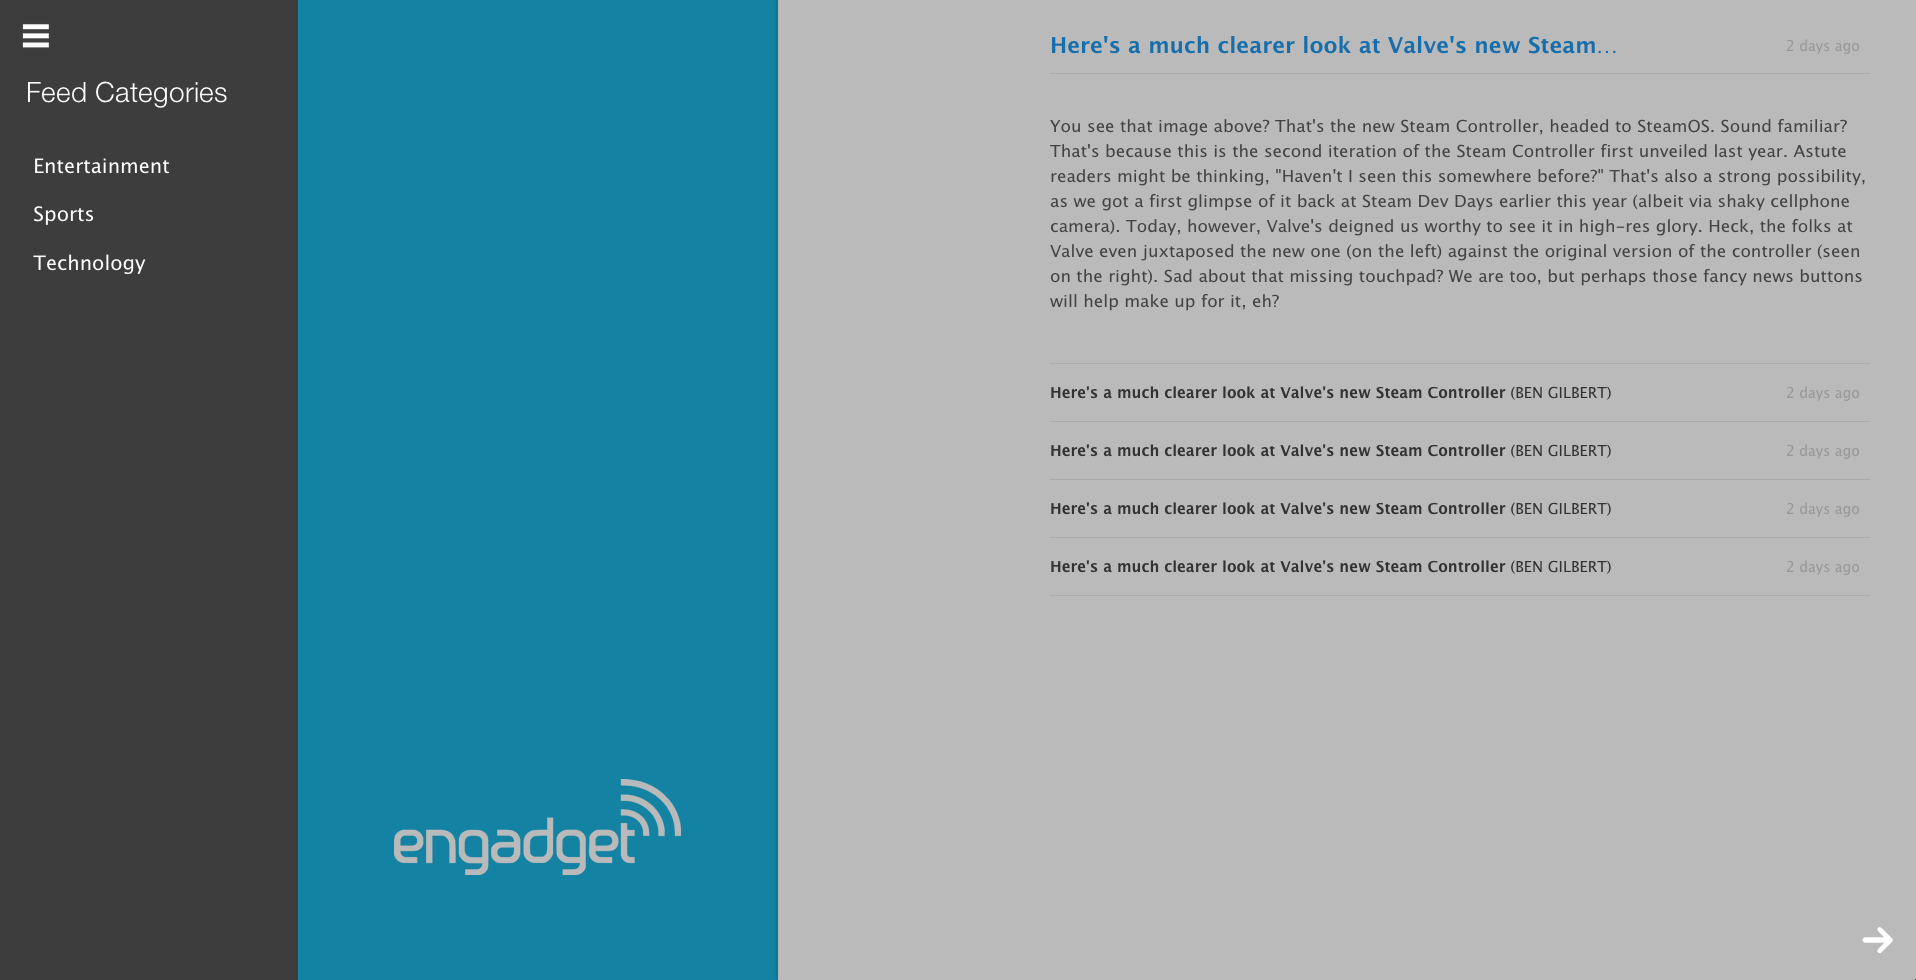 Feed Categories
Entertainment
Sports
Technology
engadget
Here's a much clearer look at Valve's new Steam...
2 days ago
You see that image above? That's the new Steam Controller, headed to SteamOS. Sound familiar?
That's because this is the second iteration of the Steam Controller first unveiled last year. Astute
readers might be thinking, "Haven't I seen this somewhere before?" That's also a strong possibility,
as we got a first glimpse of it back at Steam Dev Days earlier this year (albeit via shaky cellphone
camera). Today, however, Valve's deigned us worthy to see it in high-res glory. Heck, the folks at
Valve even juxtaposed the new one (on the left) against the original version of the controller (seen
on the right). Sad about that missing touchpad? We are too, but perhaps those fancy news buttons
will help make up for it, eh?
Here's a much clearer look at Valve's new Steam Controller (BEN GILBERT)
2 days ago
Here's a much clearer look at Valve's new Steam Controller (BEN GILBERT)
2 days ago
Here's a much clearer look at Valve's new Steam Controller (BEN GILBERT)
2 days ago
Here's a much clearer look at Valve's new Steam Controller (BEN GILBERT)
2 days ago